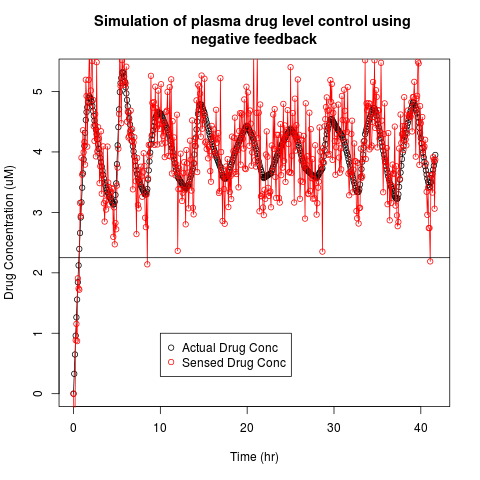 Simulation of plasma drug level control using
negative feedback
Drug Concentration (uM)
5
4
3
2
1
0
Actual Drug Conc
Sensed Drug Conc
0 10 20 30 40
Time (hr)